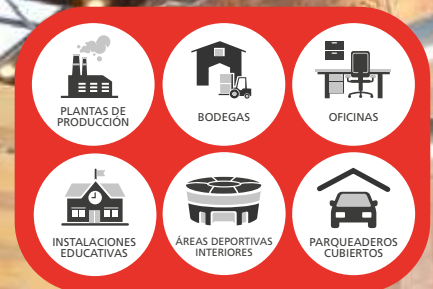 PLANTAS DE
PRODUCCIÓN
BODEGAS
OFICINAS
INSTALACIONES
EDUCATIVAS
ÁREAS DEPORTIVAS
INTERIORES
PARQUEADEROS
CUBIERTOS